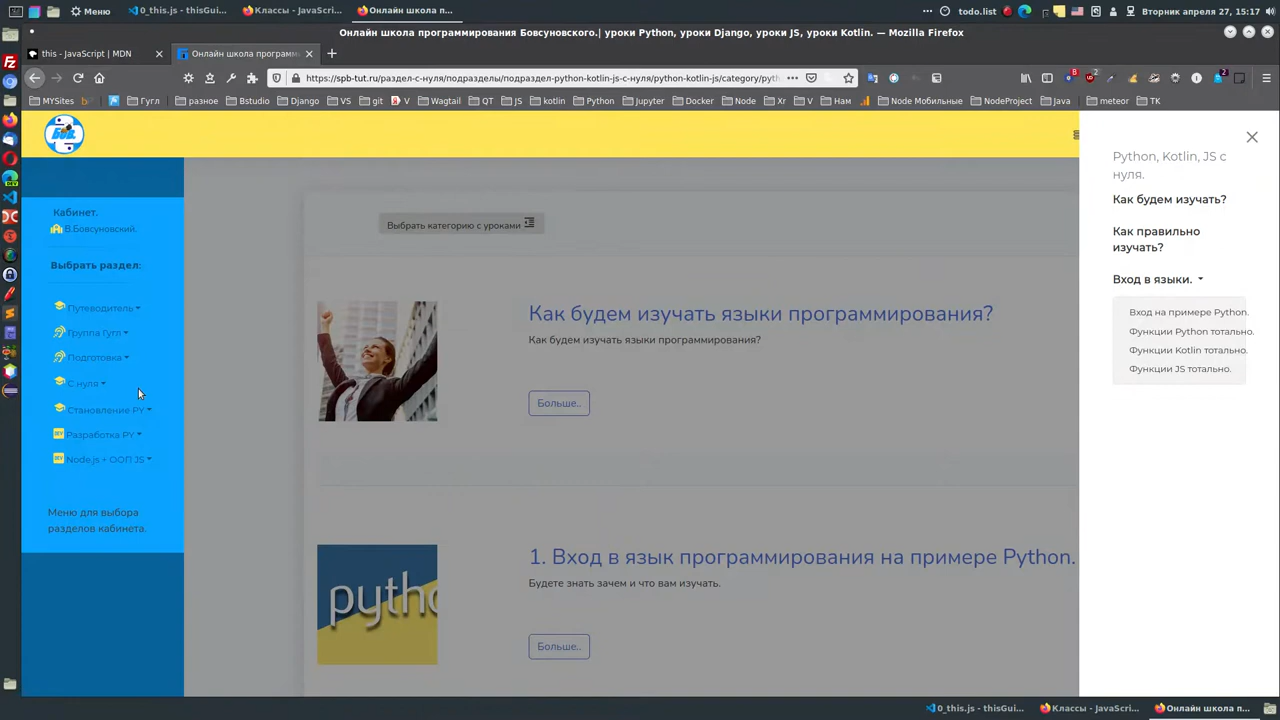 Меню
0_this.js - thisGui...
Классы - JavaScri...
Онлайн школа п...
todo.list
Вторник апреля 27, 15:17
Онлайн школа программирования Бовсуновского.| уроки Python, уроки Django, уроки JS, уроки Kotlin. — Mozilla Firefox
this - JavaScript | MDN
Онлайн школа программ
https://spb-tut.ru/раздел-с-нуля/подразделы/подраздел-python-kotlin-js-с-нуля/python-kotlin-js/category/pyth
MYSites
Гугл
разное
Bstudio
Django
VS
git
V
Wagtail
QT
JS
kotlin
Python
Jupyter
Docker
Node
Xr
V
Нам
Node Мобильные
NodeProject
Java
meteor
TK
БОВ.
Кабинет.
В.Бовсуновский.
Выбрать раздел:
Путеводитель
Группа Гугл
Подготовка
С нуля
Становление PY
DEV Разработка PY
DEV Node.js + ООП JS
Меню для выбора
разделов кабинета.
Выбрать категорию с уроками
Как будем изучать языки программирования?
Как будем изучать языки программирования?
Больше..
1. Вход в язык программирования на примере Python.
Будете знать зачем и что вы изучать.
Больше..
Python, Kotlin, JS с
нуля.
Как будем изучать?
Как правильно
изучать?
Вход в языки.
Вход на примере Python.
Функции Python тотально.
Функции Kotlin тотально.
Функции JS тотально.
0_this.js - thisGui...
Классы - JavaScri...
Онлайн школа п...